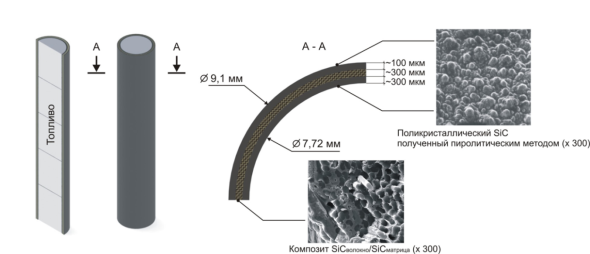 А
А
Топливо
А - А
~100 мкм
~300 мкм
~300 мкм
Ø 9,1 мм
Ø 7,72 мм
Поликристаллический SiC
полученный пиролитическим методом (х 300)
Композит SiCволокно/SiCматрица (х 300)